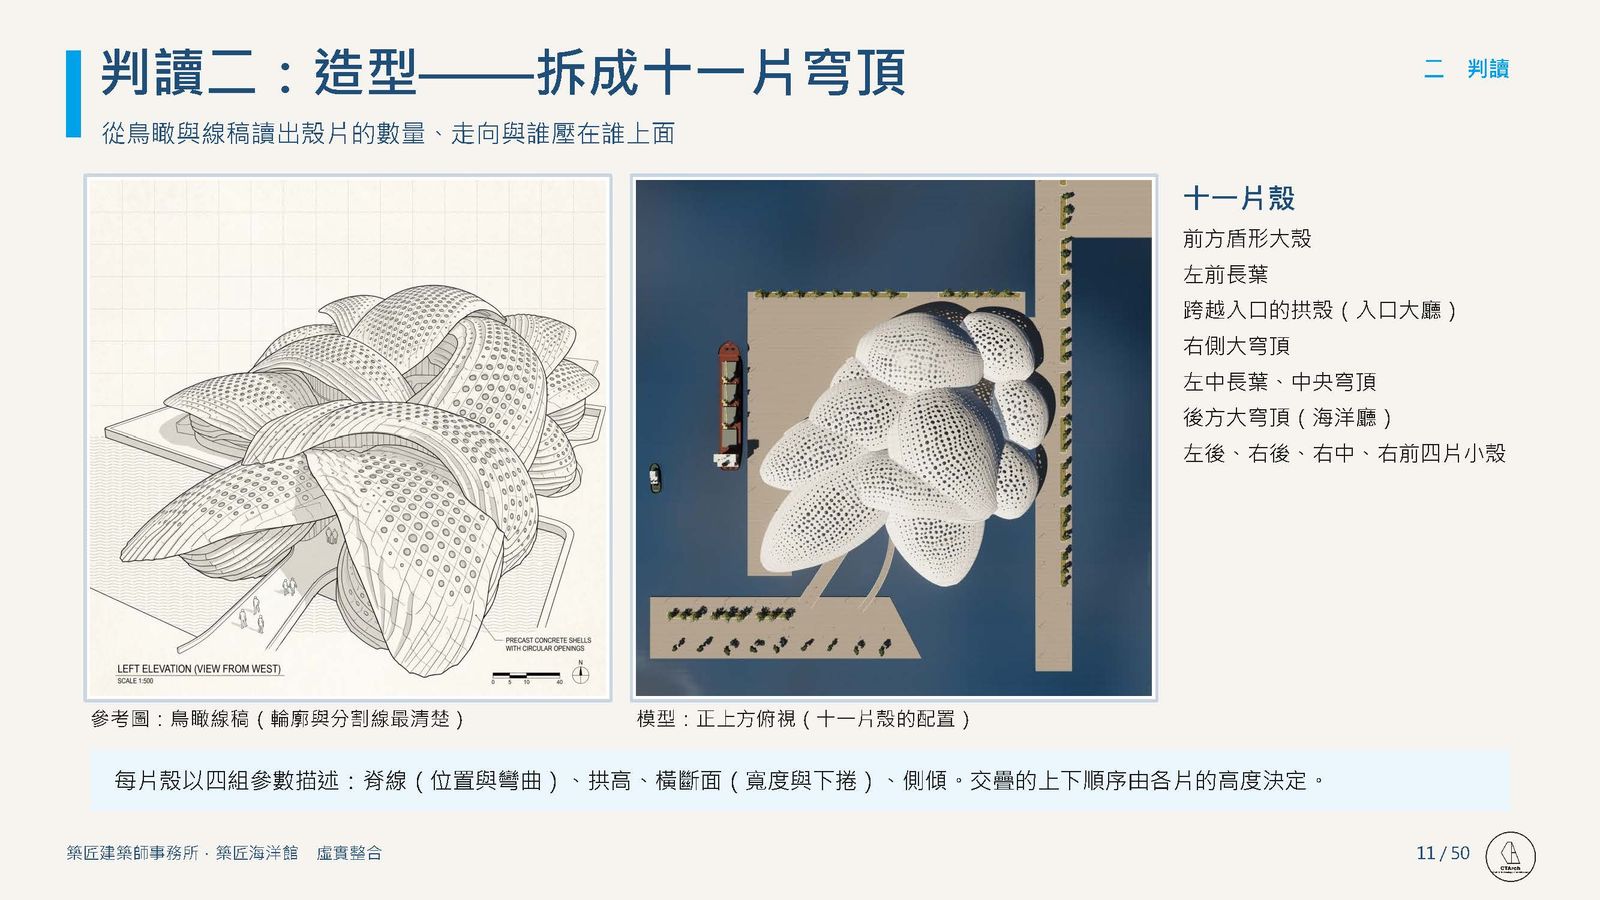 判讀二：造型——拆成十一片穹頂
二　判讀
從鳥瞰與線稿讀出殼片的數量、走向與誰壓在誰上面
PRECAST CONCRETE SHELLS
WITH CIRCULAR OPENINGS
LEFT ELEVATION (VIEW FROM WEST)
SCALE 1:500
N
0 5 10 40
參考圖：鳥瞰線稿（輪廓與分割線最清楚）
模型：正上方俯視（十一片殼的配置）
十一片殼
前方盾形大殼
左前長葉
跨越入口的拱殼（入口大廳）
右側大穹頂
左中長葉、中央穹頂
後方大穹頂（海洋廳）
左後、右後、右中、右前四片小殼
每片殼以四組參數描述：脊線（位置與彎曲）、拱高、橫斷面（寬度與下捲）、側傾。交疊的上下順序由各片的高度決定。
築匠建築師事務所．築匠海洋館　虛實整合
11 / 50
CTArch